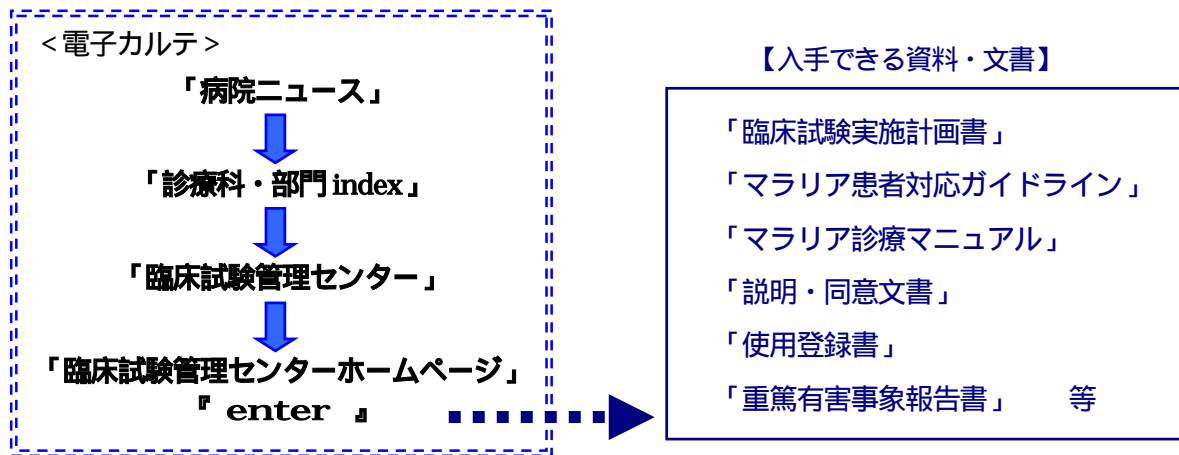 <電子カルテ>
「病院ニュース」
「診療科・部門index」
「臨床試験管理センター」
「臨床試験管理センターホームページ」
『 enter 』
【入手できる資料・文書】
「臨床試験実施計画書」
「マラリア患者対応ガイドライン」
「マラリア診療マニュアル」
「説明・同意文書」
「使用登録書」
「重篤有害事象報告書」 等